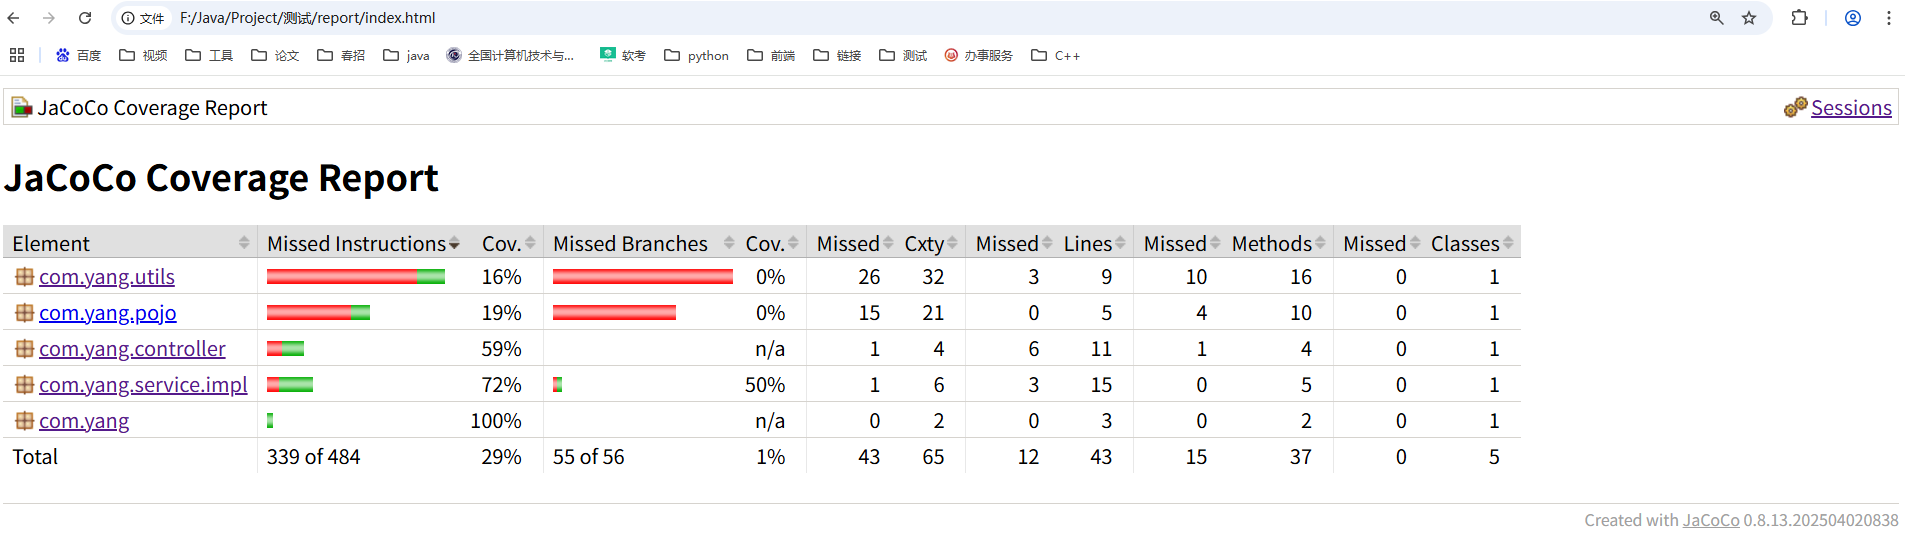 文件 F:/Java/Project/测试/report/index.html
百度 视频 工具 论文 春招 java 全国计算机技术与... 软考 python 前端 链接 测试 办事服务 C++
JaCoCo Coverage Report Sessions
JaCoCo Coverage Report
Element Missed Instructions Cov. Missed Branches Cov. Missed Cxty Missed Lines Missed Methods Missed Classes
com.yang.utils 16% 0% 26 32 3 9 10 16 0 1
com.yang.pojo 19% 0% 15 21 0 5 4 10 0 1
com.yang.controller 59% n/a 1 4 6 11 1 4 0 1
com.yang.service.impl 72% 50% 1 6 3 15 0 5 0 1
com.yang 100% n/a 0 2 0 3 0 2 0 1
Total 339 of 484 29% 55 of 56 1% 43 65 12 43 15 37 0 5
Created with JaCoCo 0.8.13.202504020838